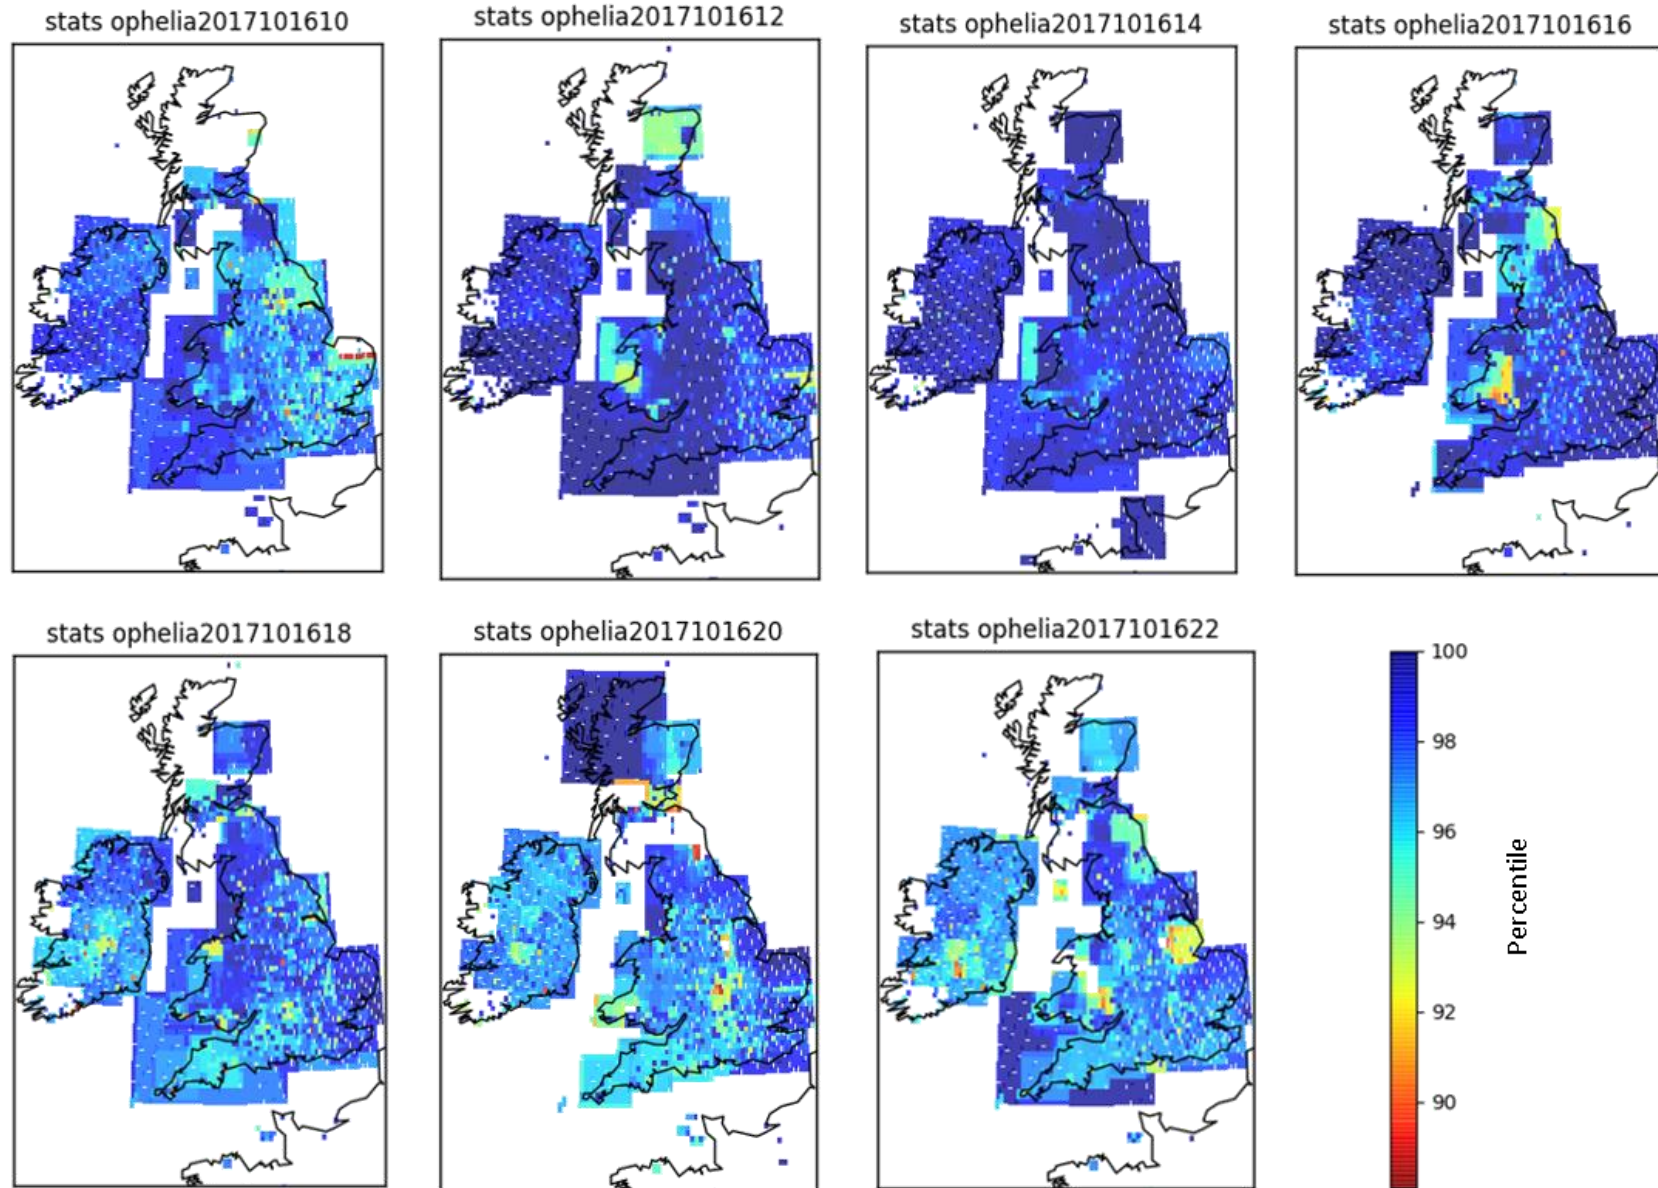 stats ophelia2017101610
stats ophelia2017101612
stats ophelia2017101614
stats ophelia2017101616
stats ophelia2017101618
stats ophelia2017101620
stats ophelia2017101622
100
98
96
94
92
90
Percentile